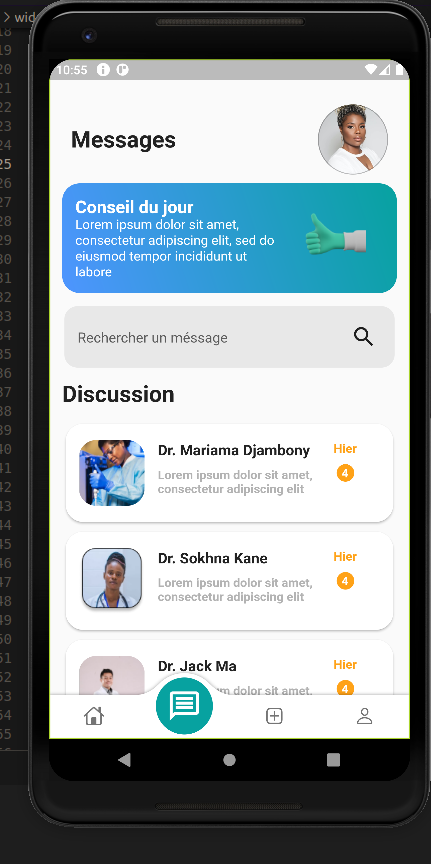 widg
18
19
20
21
22
23
24
25
26
27
28
29
30
31
32
33
34
35
36
37
38
39
40
41
42
43
44
45
46
47
48
49
50
51
52
53
54
55
10:55
Messages
Conseil du jour
Lorem ipsum dolor sit amet,
consectetur adipiscing elit, sed do
eiusmod tempor incididunt ut
labore
Rechercher un méssage
Discussion
Dr. Mariama Djambony
Hier
Lorem ipsum dolor sit amet,
consectetur adipiscing elit
4
Dr. Sokhna Kane
Hier
Lorem ipsum dolor sit amet,
consectetur adipiscing elit
4
Dr. Jack Ma
Hier
dolor sit amet,
4